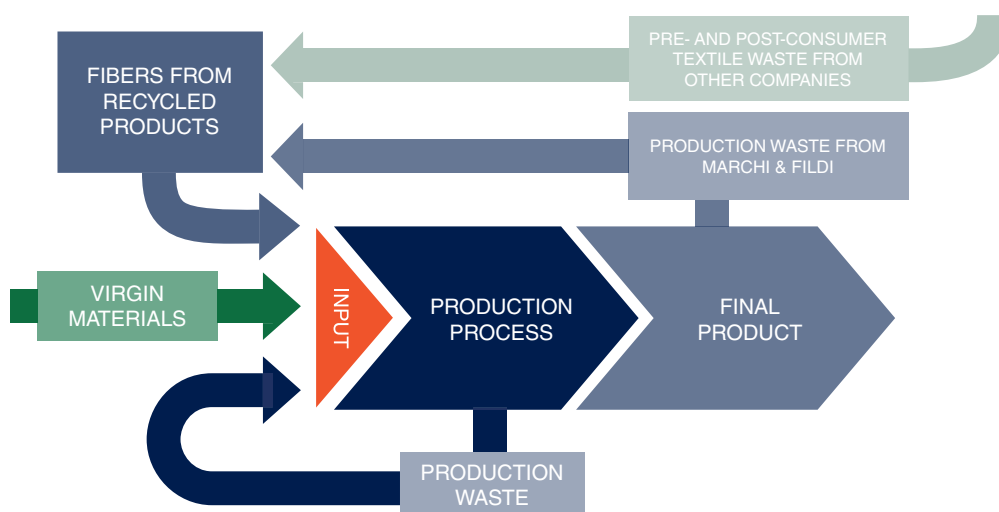 PRE- AND POST-CONSUMER
TEXTILE WASTE FROM
OTHER COMPANIES
FIBERS FROM
RECYCLED
PRODUCTS
PRODUCTION WASTE FROM
MARCHI & FILDI
VIRGIN
MATERIALS
INPUT
PRODUCTION
PROCESS
FINAL
PRODUCT
PRODUCTION
WASTE